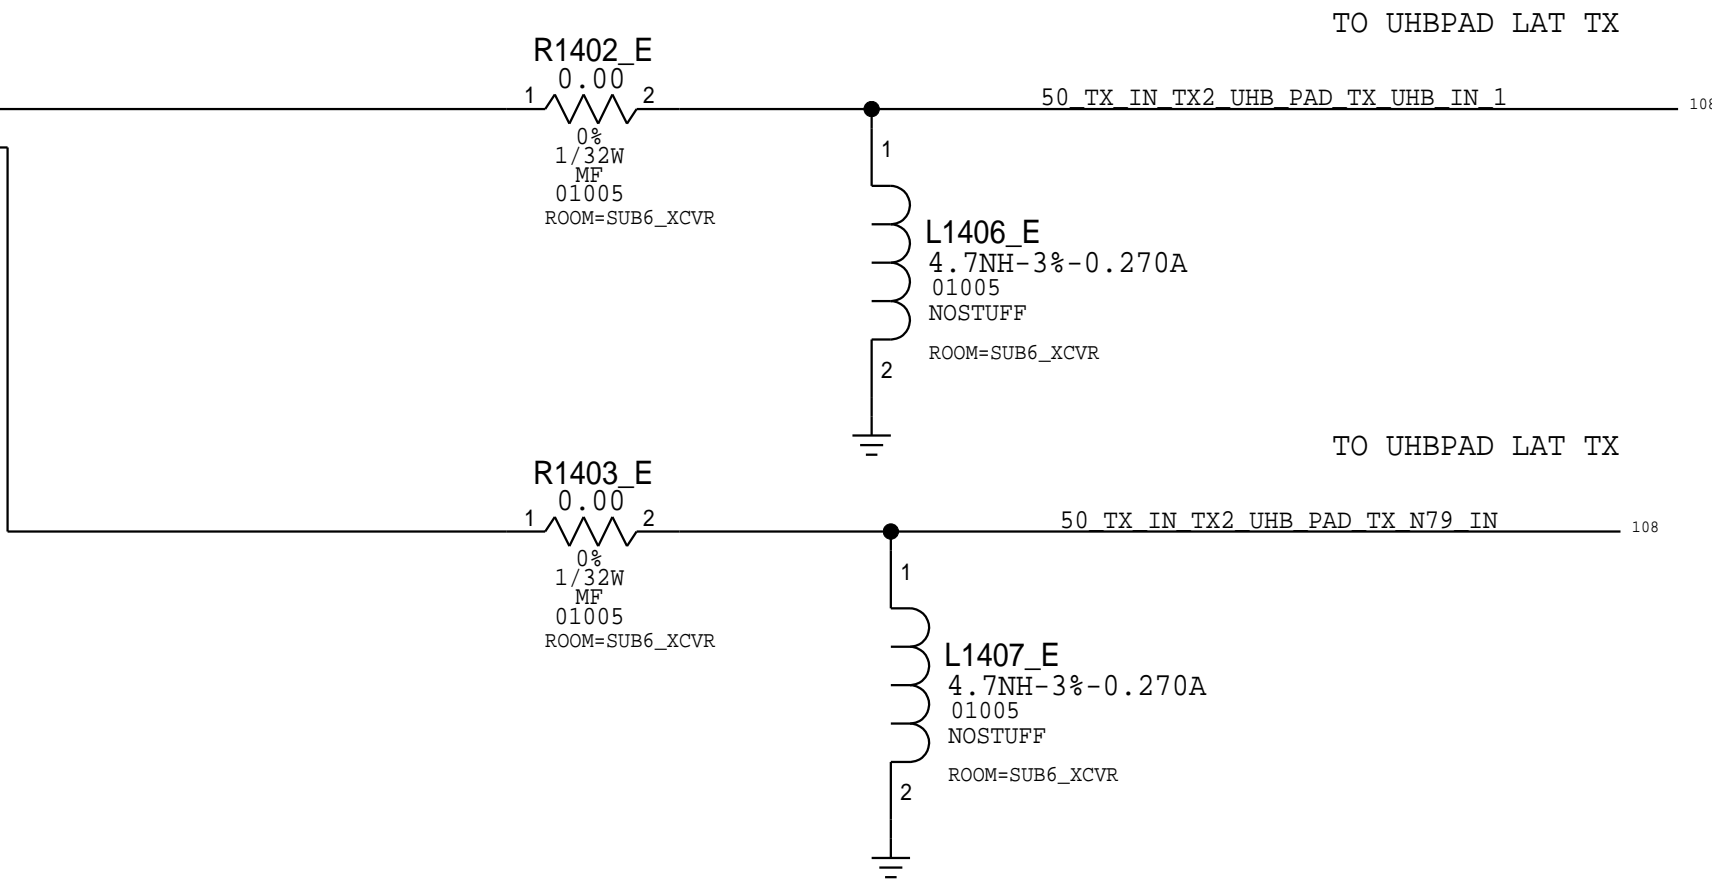 TO UHBPAD LAT TX
R1402_E
0.00
1 2
50_TX_IN_TX2_UHB_PAD_TX_UHB_IN_1
108
0%
1/32W
MF
01005
ROOM=SUB6_XCVR
1
L1406_E
4.7NH-3%-0.270A
01005
NOSTUFF
ROOM=SUB6_XCVR
2
TO UHBPAD LAT TX
R1403_E
0.00
1 2
50_TX_IN_TX2_UHB_PAD_TX_N79_IN
108
0%
1/32W
MF
01005
ROOM=SUB6_XCVR
1
L1407_E
4.7NH-3%-0.270A
01005
NOSTUFF
ROOM=SUB6_XCVR
2